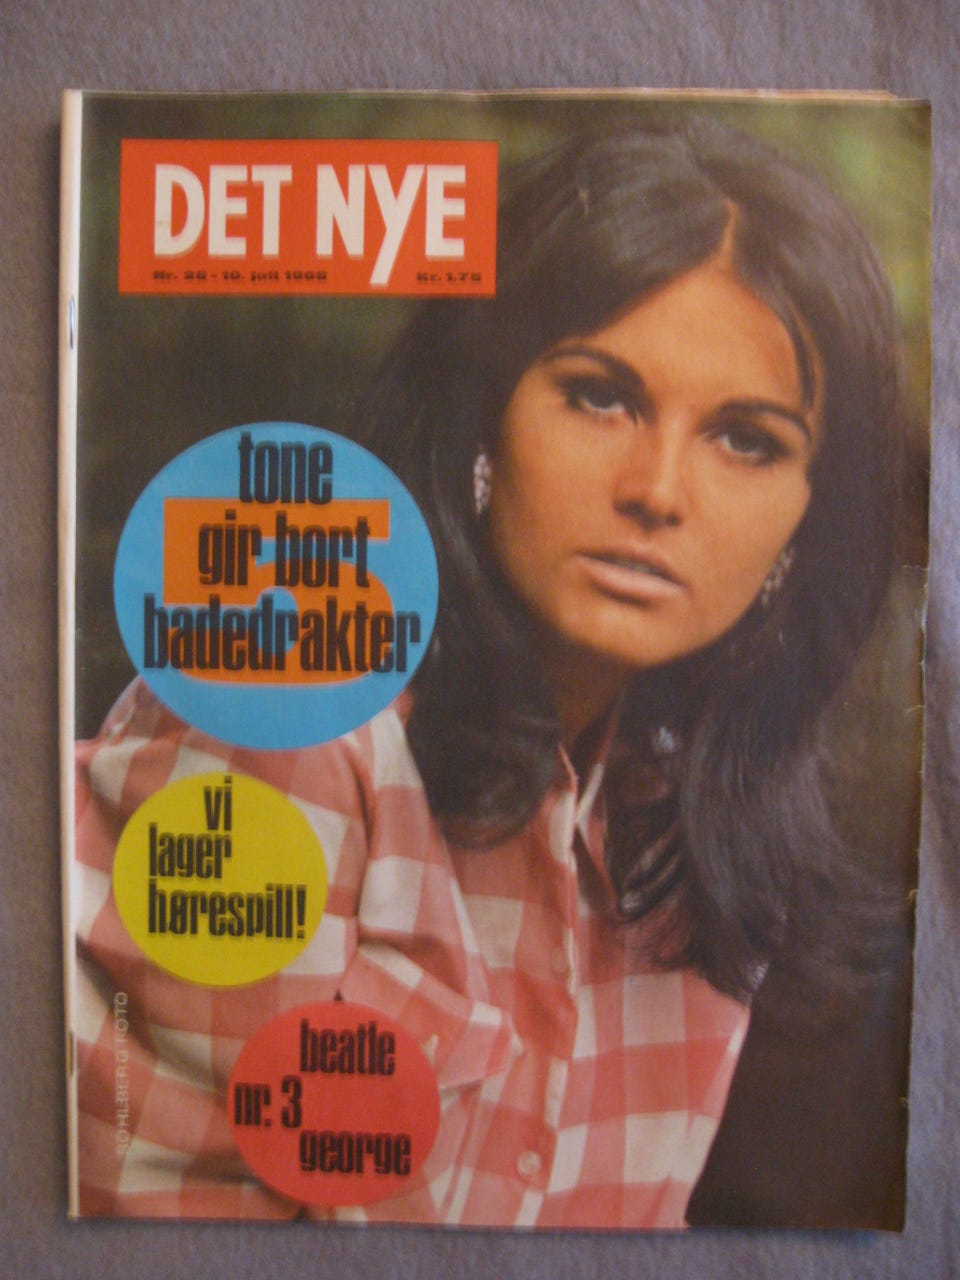 DET NYE
Nr. 28 - 10. juli 1968 Kr. 1.75
tone
5
gir bort
badedrakter
vi
lager
hørespill!
beatle
nr. 3
george
FOTO